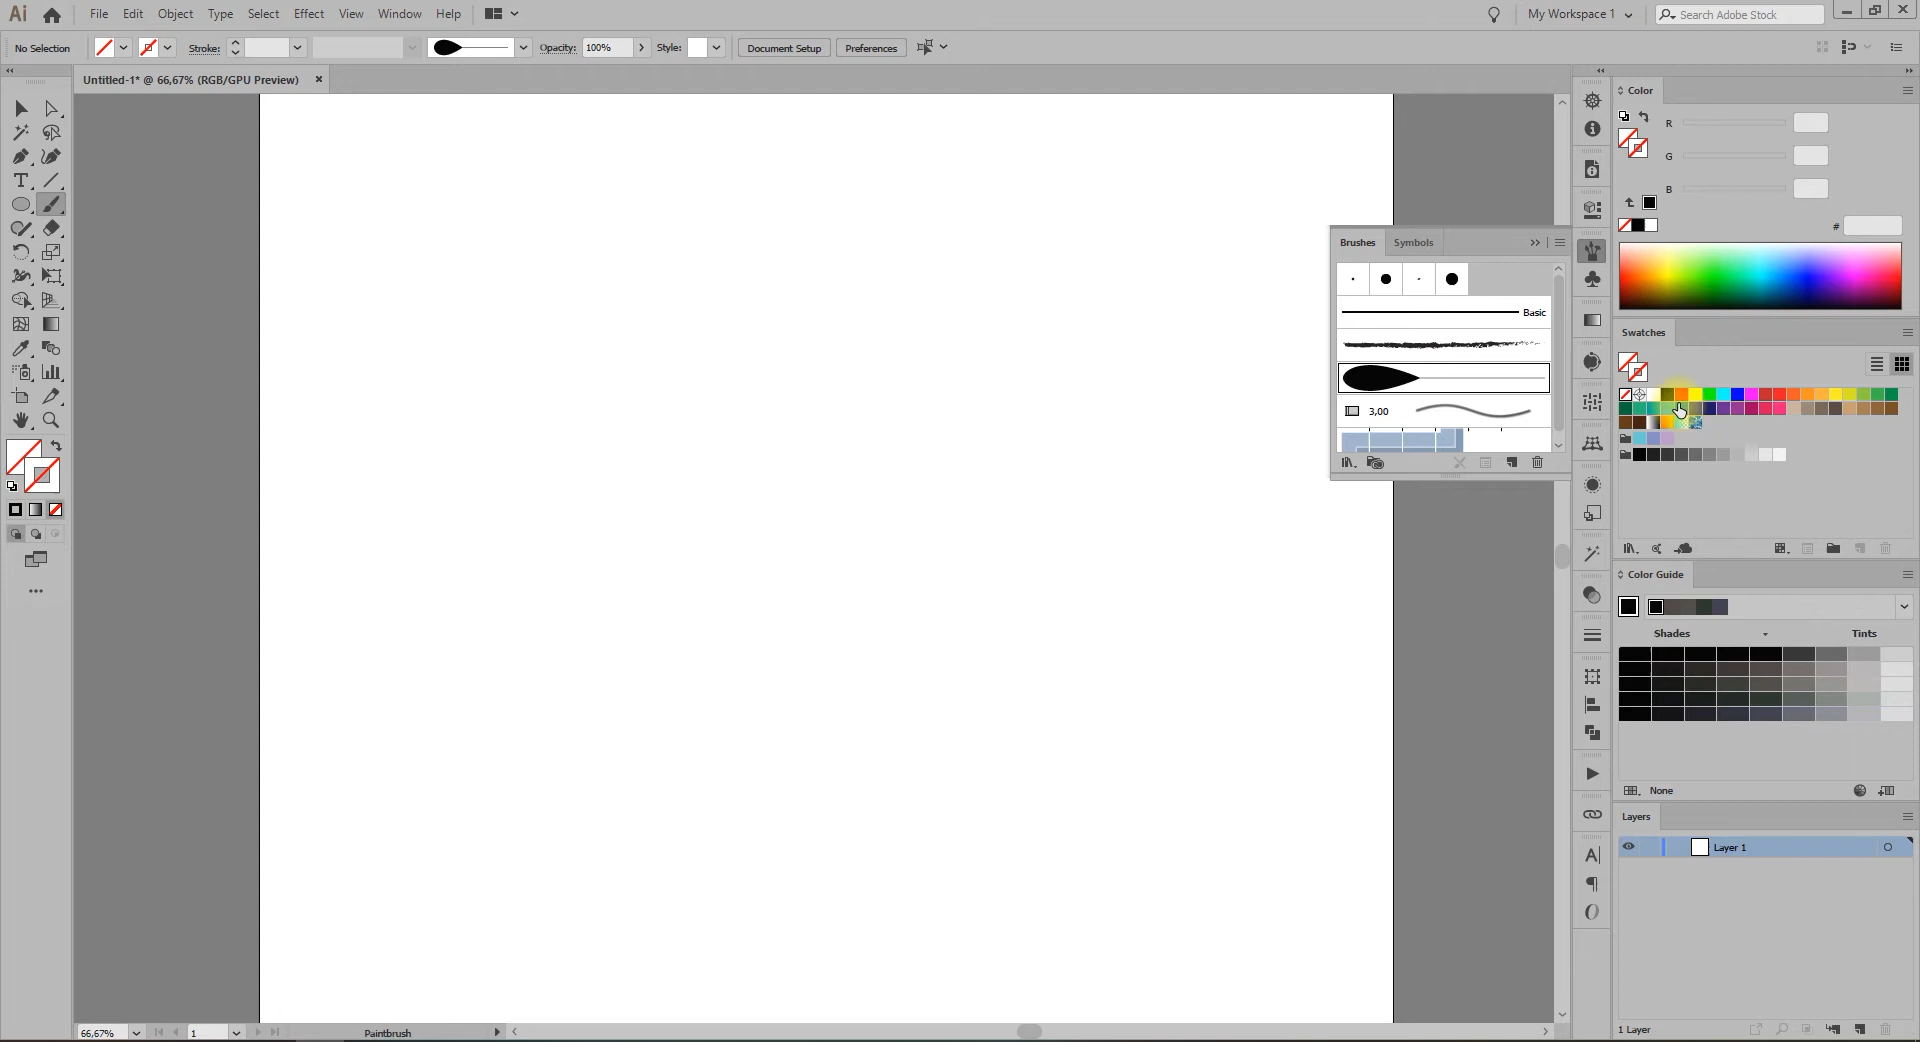 Ai File Edit Object Type Select Effect View Window Help My Workspace 1 Search Adobe Stock
No Selection Stroke: Opacity: 100% Style: Document Setup Preferences
Untitled-1* @ 66,67% (RGB/GPU Preview)
Color
R
G
B
#
Brushes Symbols
Basic
3,00
Swatches
Color Guide
Shades Tints
None
Layers
Layer 1
1 Layer
66,67% 1 Paintbrush